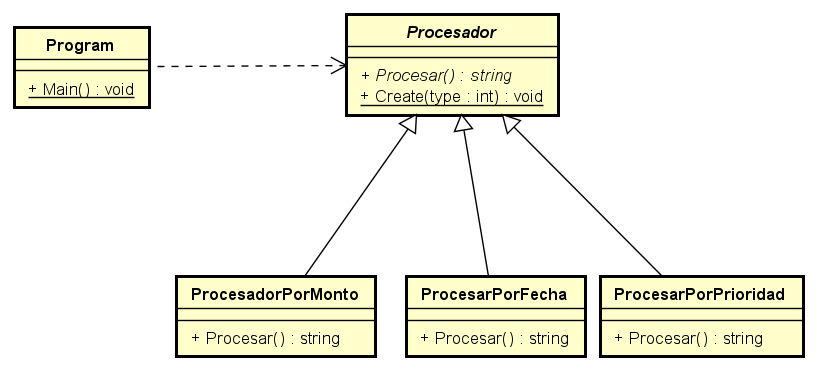 Program
+ Main() : void
Procesador
+ Procesar() : string
+ Create(type : int) : void
ProcesadorPorMonto
+ Procesar() : string
ProcesarPorFecha
+ Procesar() : string
ProcesarPorPrioridad
+ Procesar() : string